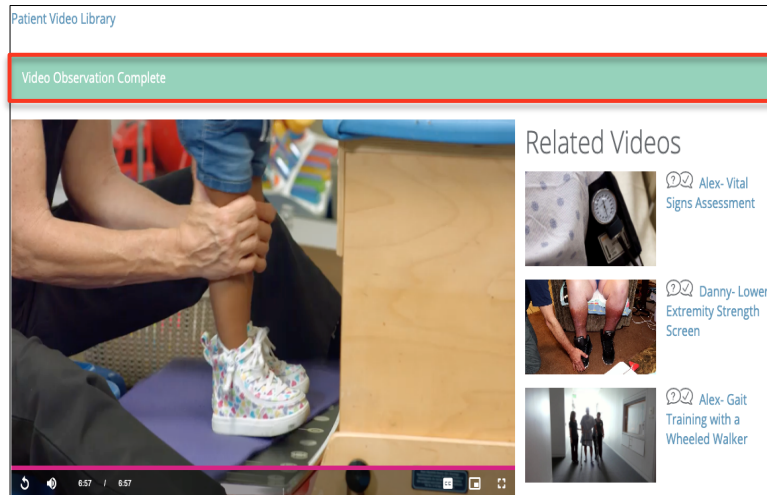 Patient Video Library
Video Observation Complete
Related Videos
Alex- Vital
Signs Assessment
Danny- Lower
Extremity Strength
Screen
Alex- Gait
Training with a
Wheeled Walker
6:57 / 6:57
CC